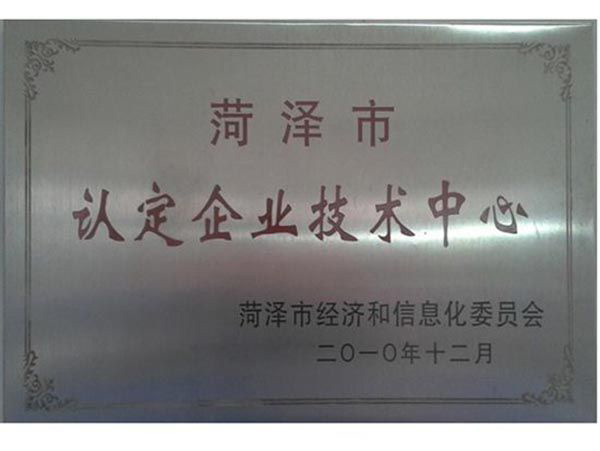 菏泽市
认定企业技术中心
菏泽市经济和信息化委员会
二〇一〇年十二月